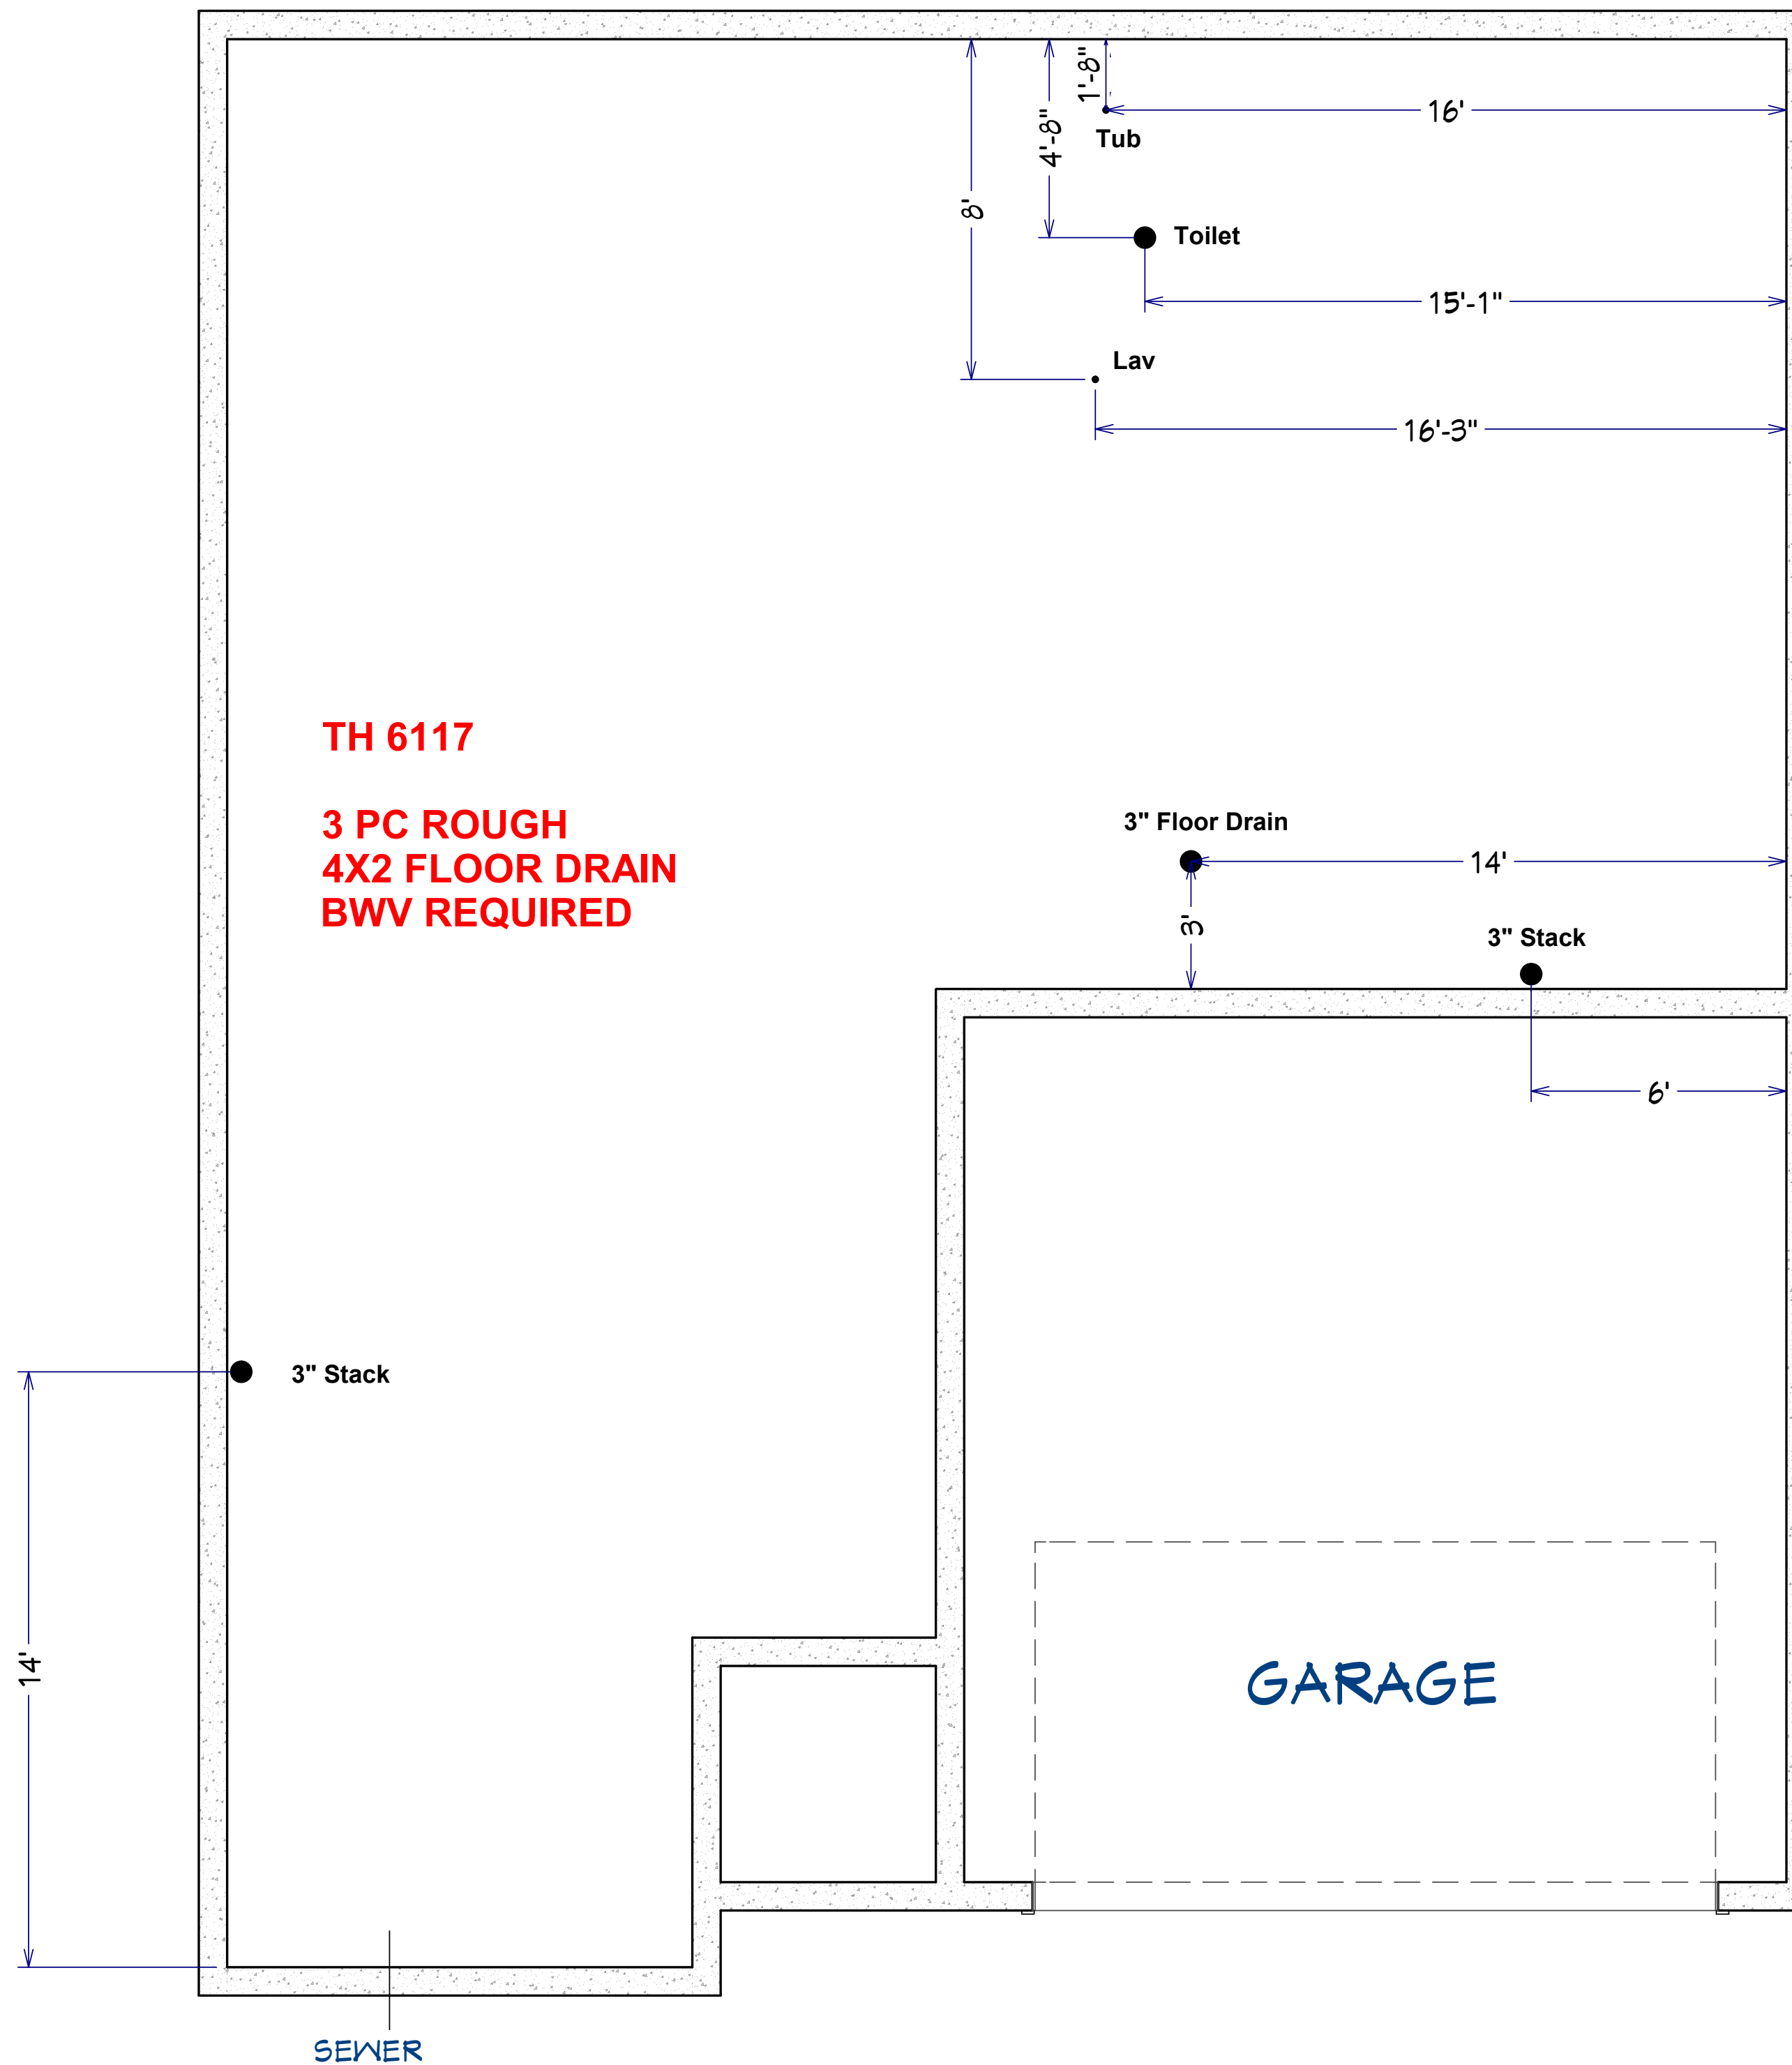 1'-8"
16'
Tub
4'-8"
8'
Toilet
15'-1"
Lav
16'-3"
TH 6117
3 PC ROUGH
4X2 FLOOR DRAIN
BWV REQUIRED
3" Floor Drain
14'
3'
3" Stack
6'
3" Stack
14'
GARAGE
SEWER